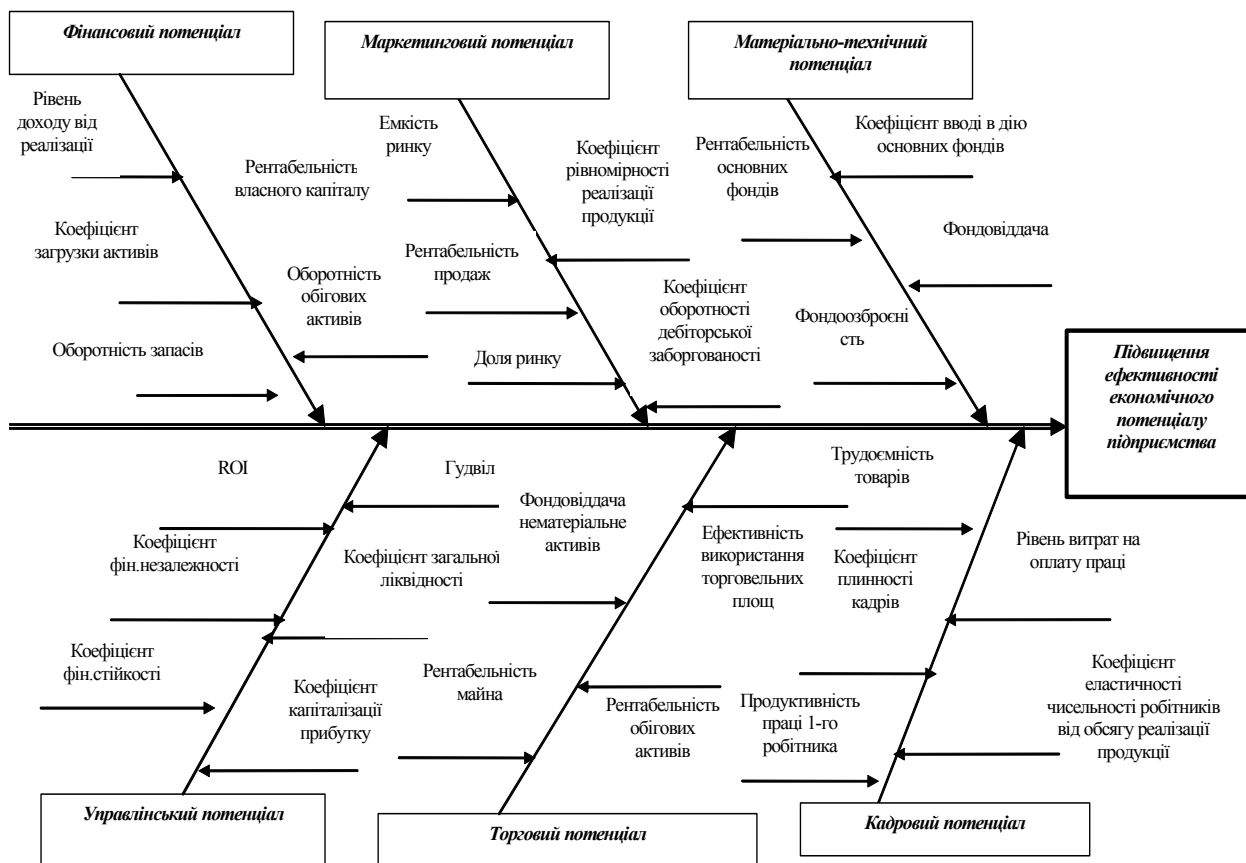 Фінансовий потенціал
Маркетинговий потенціал
Матеріально-технічний
потенціал
Рівень
доходу від
реалізації
Рентабельність
власного капіталу
Коефіцієнт
загрузки активів
Оборотність
обігових
активів
Оборотність запасів
Емкість
ринку
Коефіцієнт
рівномірності
реалізації
продукції
Рентабельність
продаж
Коефіцієнт
оборотності
дебіторської
заборгованості
Доля ринку
Рентабельність
основних
фондів
Коефіцієнт вводі в дію
основних фондів
Фондовіддача
Фондоозброєні
сть
Підвищення
ефективності
економічного
потенціалу
підприємства
ROI
Гудвіл
Коефіцієнт
фін.незалежності
Коефіцієнт загальної
ліквідності
Коефіцієнт
фін.стійкості
Коефіцієнт
капіталізації
прибутку
Фондовіддача
нематеріальне
активів
Ефективність
використання
торговельних
площ
Рентабельність
майна
Рентабельність
обігових
активів
Трудоємність
товарів
Рівень витрат на
оплату праці
Коефіцієнт
плинності
кадрів
Коефіцієнт
еластичності
чисельності робітників
від обсягу реалізації
продукції
Продуктивність
праці 1-го
робітника
Управлінський потенціал
Торговий потенціал
Кадровий потенціал